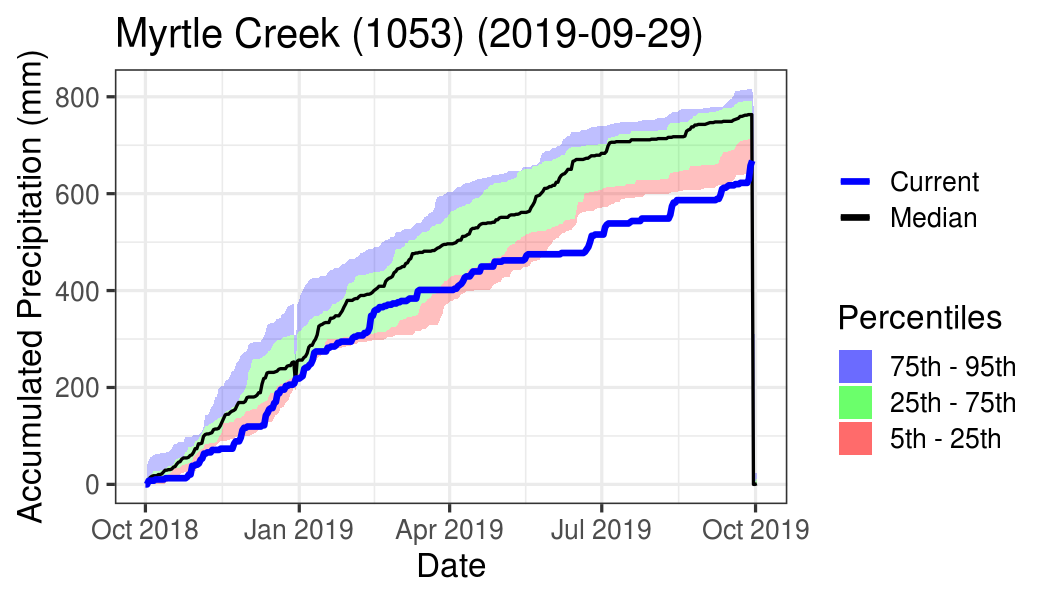 Myrtle Creek (1053) (2019-09-29)
Accumulated Precipitation (mm)
800
600
400
200
0
Oct 2018
Jan 2019
Apr 2019
Jul 2019
Oct 2019
Date
Current
Median
Percentiles
75th - 95th
25th - 75th
5th - 25th